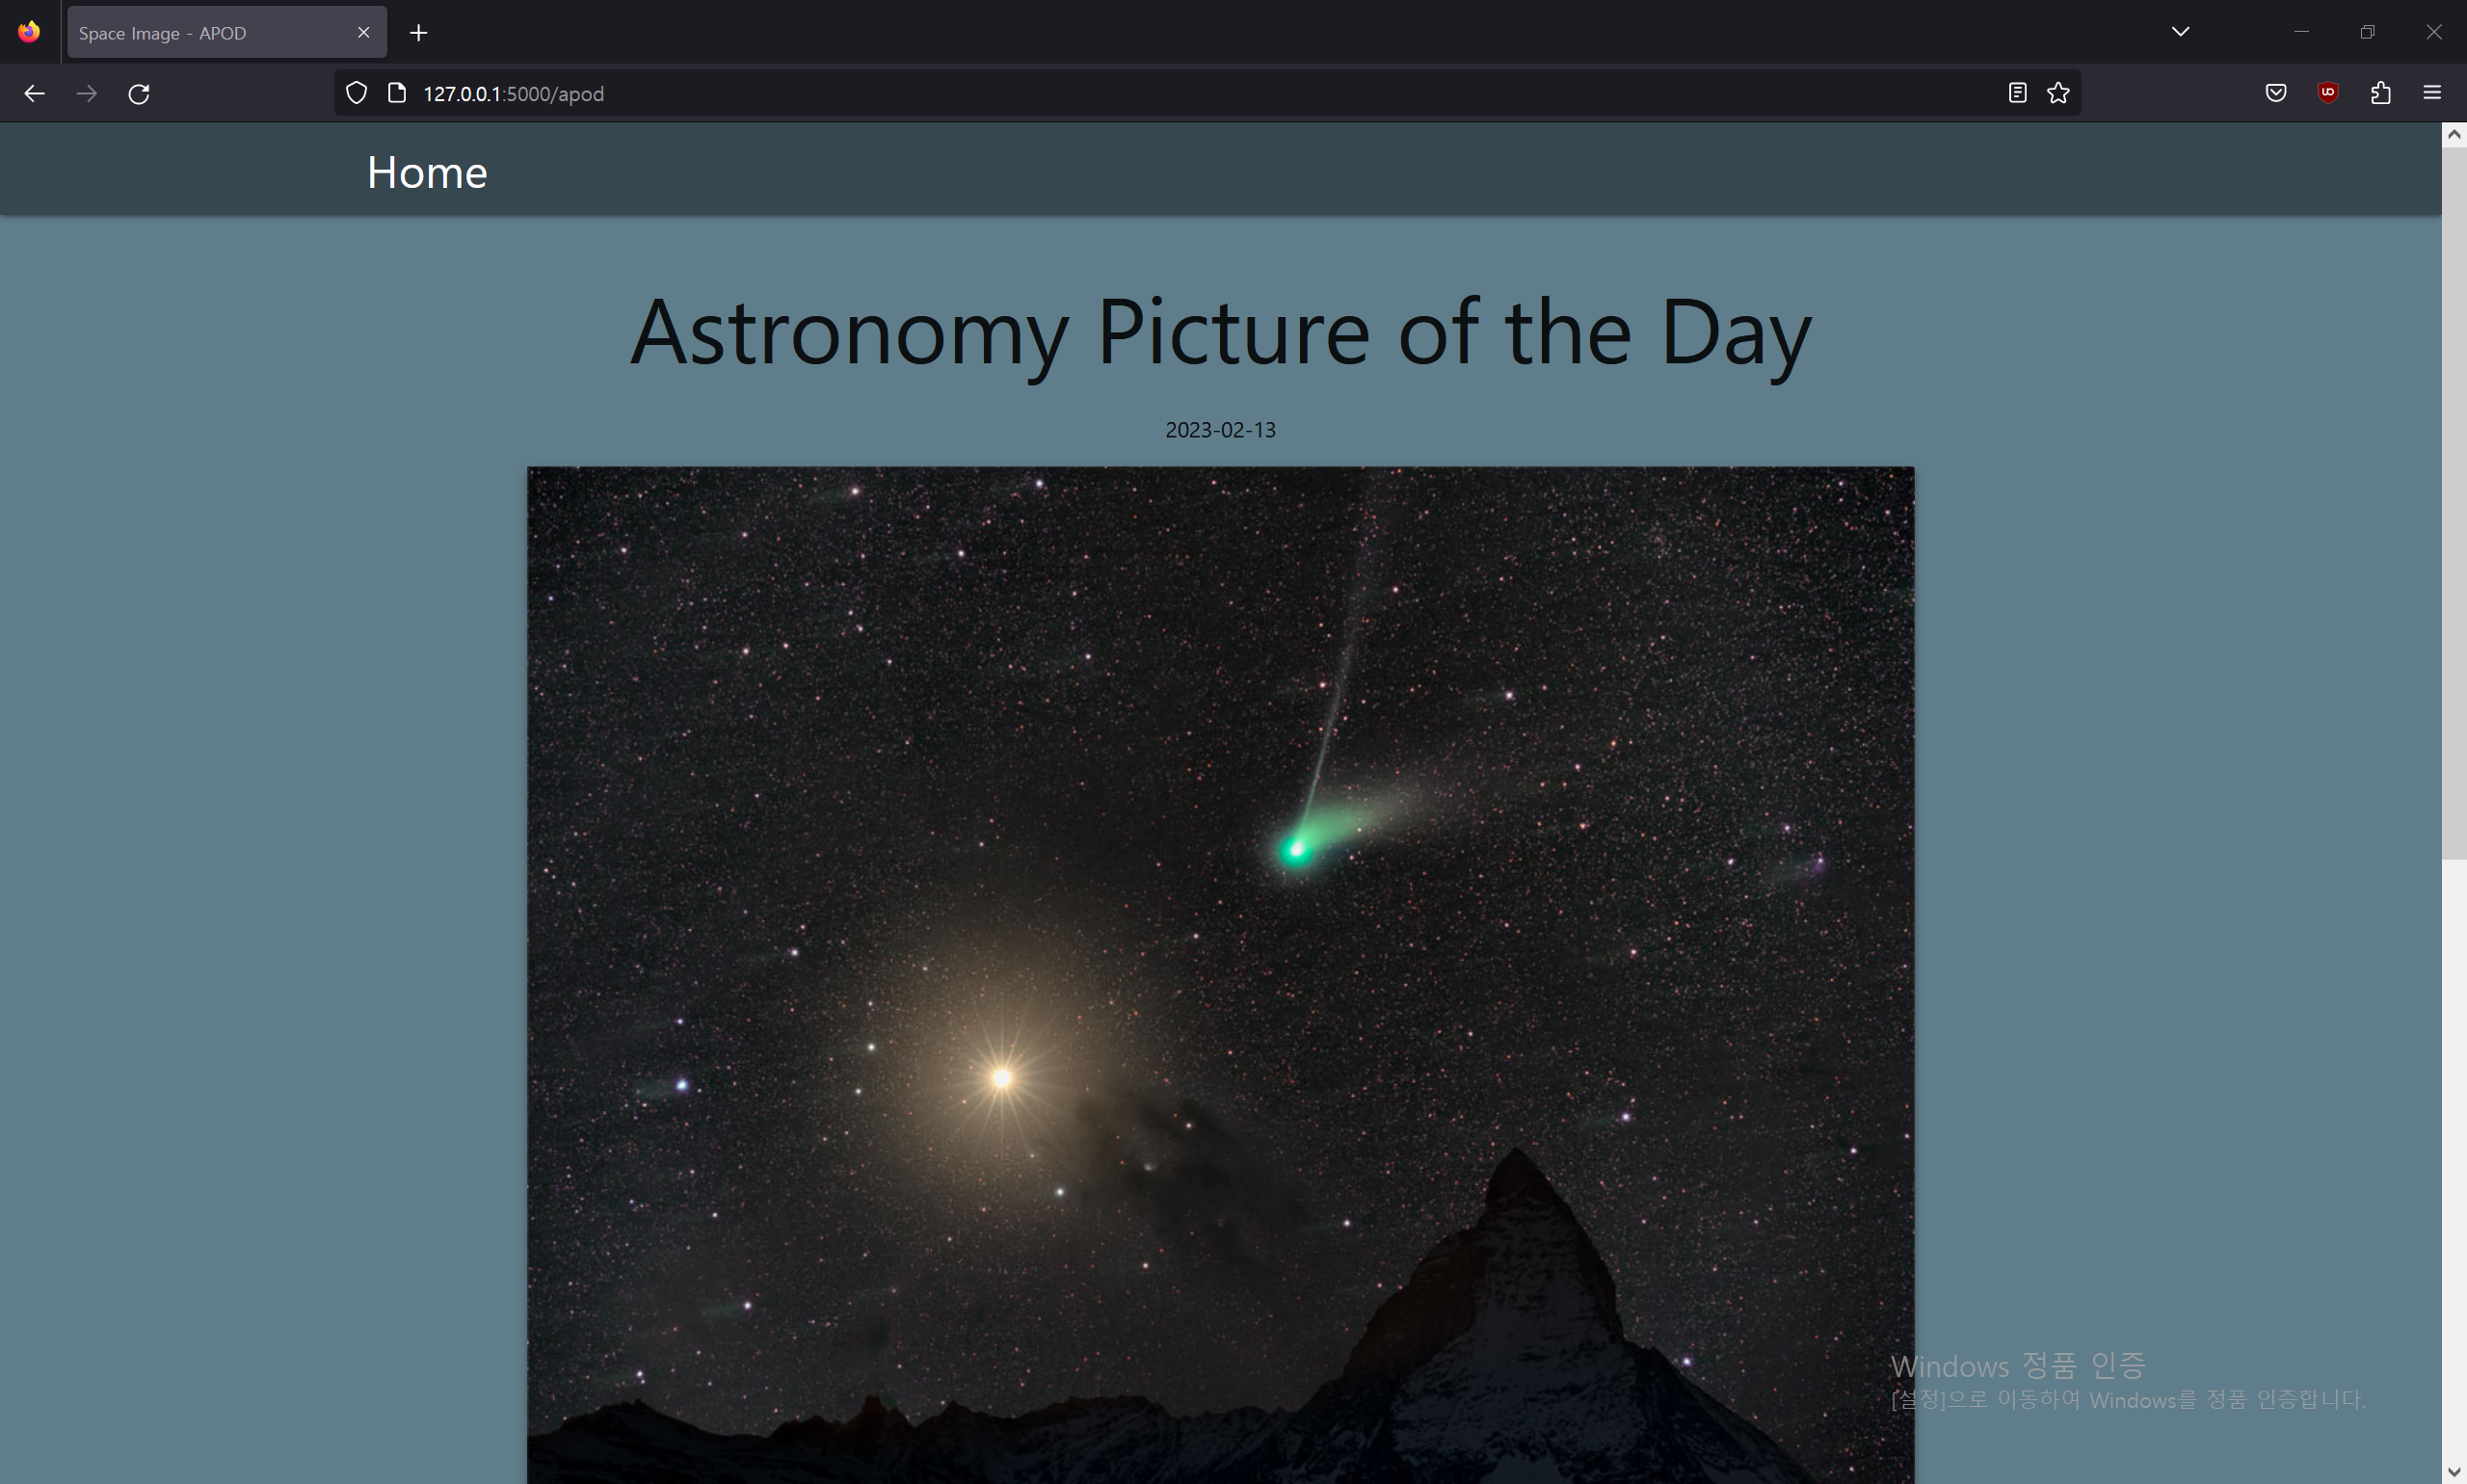 Space Image - APOD
127.0.0.1:5000/apod
Home
Astronomy Picture of the Day
2023-02-13
Windows 정품 인증
[설정]으로 이동하여 Windows를 정품 인증합니다.